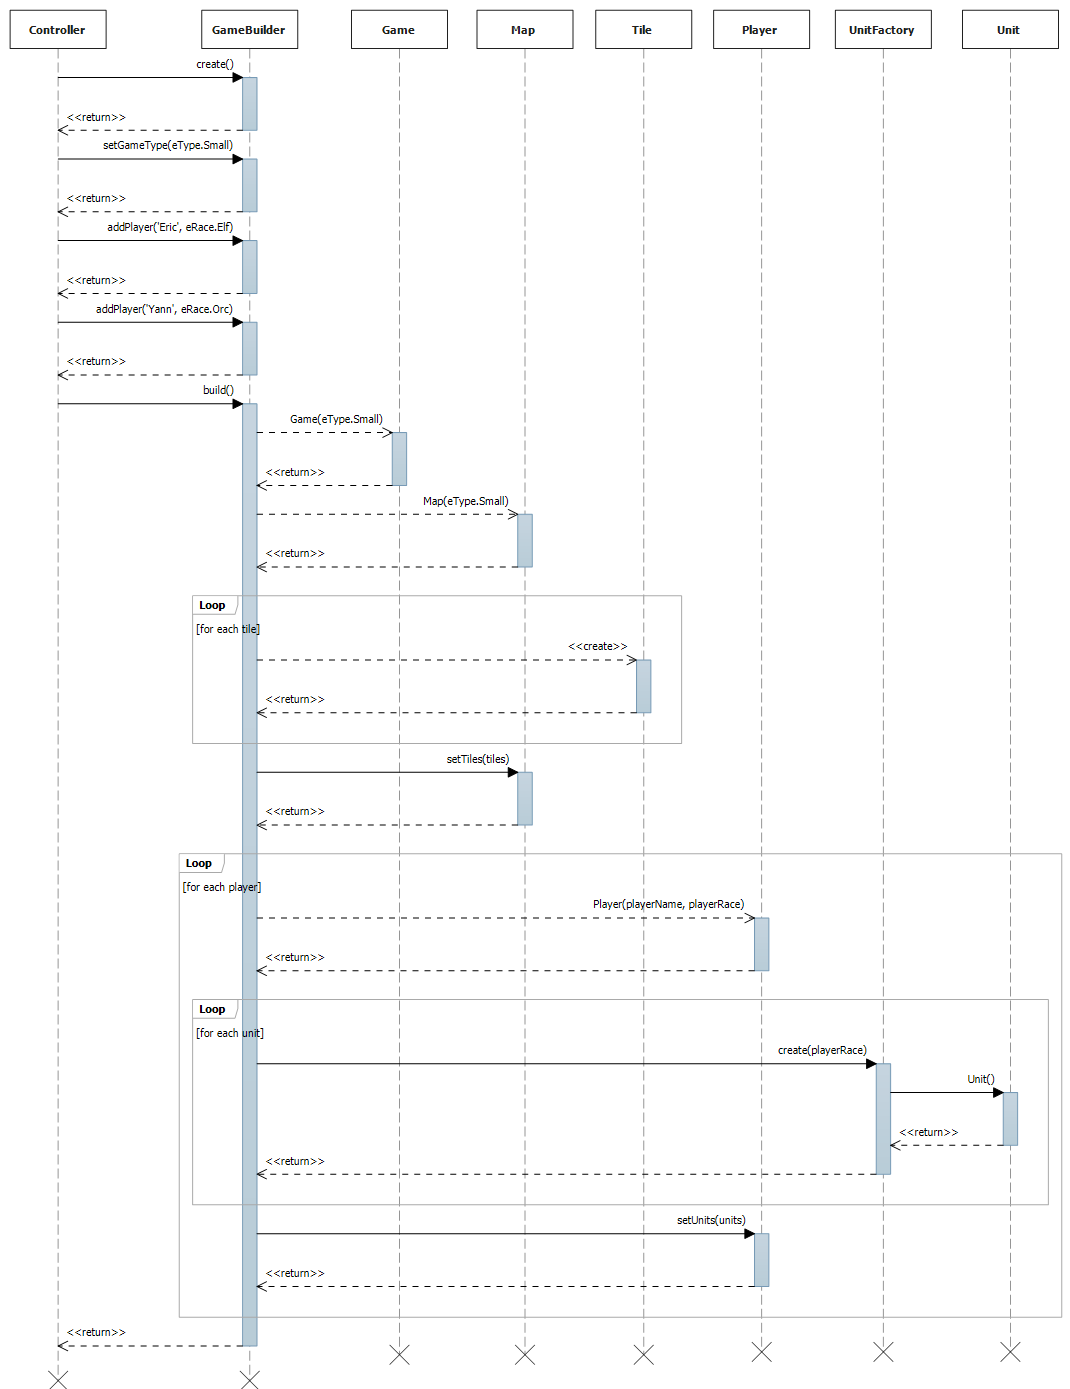 Controller
GameBuilder
Game
Map
Tile
Player
UnitFactory
Unit
create()
<<return>>
setGameType(eType.Small)
<<return>>
addPlayer('Eric', eRace.Elf)
<<return>>
addPlayer('Yann', eRace.Orc)
<<return>>
build()
Game(eType.Small)
<<return>>
Map(eType.Small)
<<return>>
Loop
[for each tile]
<<create>>
<<return>>
setTiles(tiles)
<<return>>
Loop
[for each player]
Player(playerName, playerRace)
<<return>>
Loop
[for each unit]
create(playerRace)
Unit()
<<return>>
<<return>>
setUnits(units)
<<return>>
<<return>>